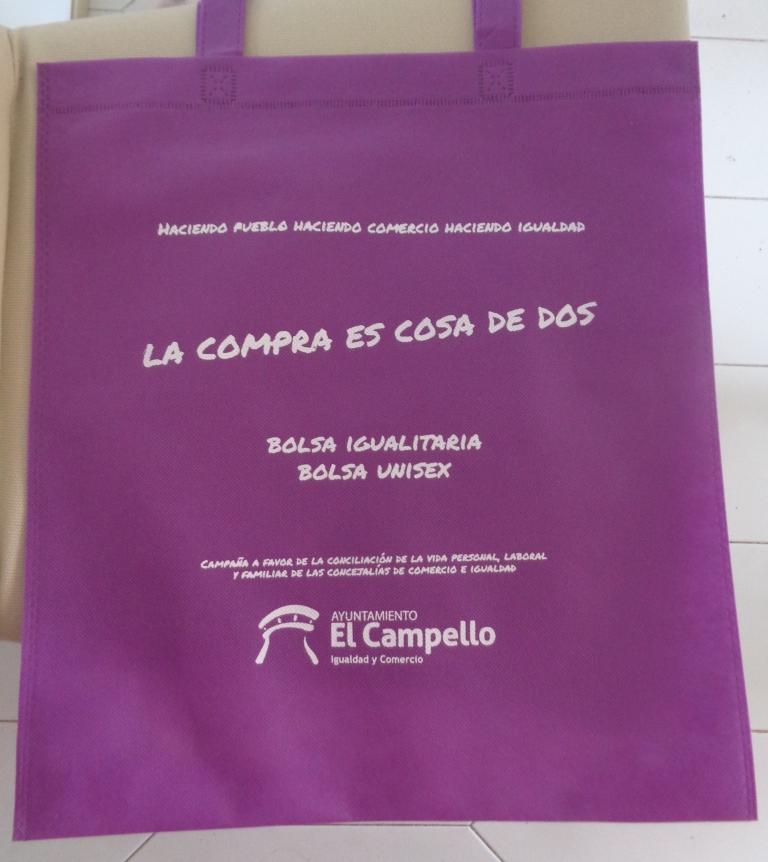 Haciendo pueblo haciendo comercio haciendo igualdad
LA COMPRA ES COSA DE DOS
BOLSA IGUALITARIA
BOLSA UNISEX
Campaña a favor de la conciliación de la vida personal, laboral
y familiar de las concejalías de comercio e igualdad
AYUNTAMIENTO
El Campello
Igualdad y Comercio